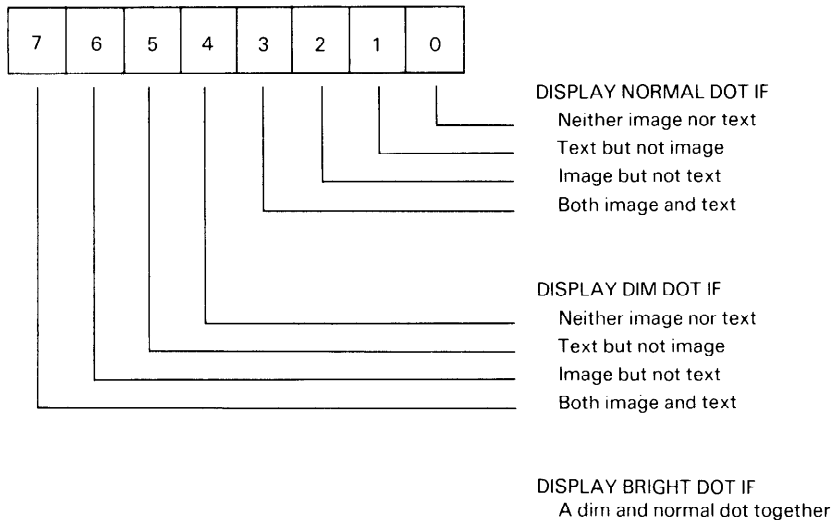 7 6 5 4 3 2 1 0
DISPLAY NORMAL DOT IF
Neither image nor text
Text but not image
Image but not text
Both image and text
DISPLAY DIM DOT IF
Neither image nor text
Text but not image
Image but not text
Both image and text
DISPLAY BRIGHT DOT IF
A dim and normal dot together